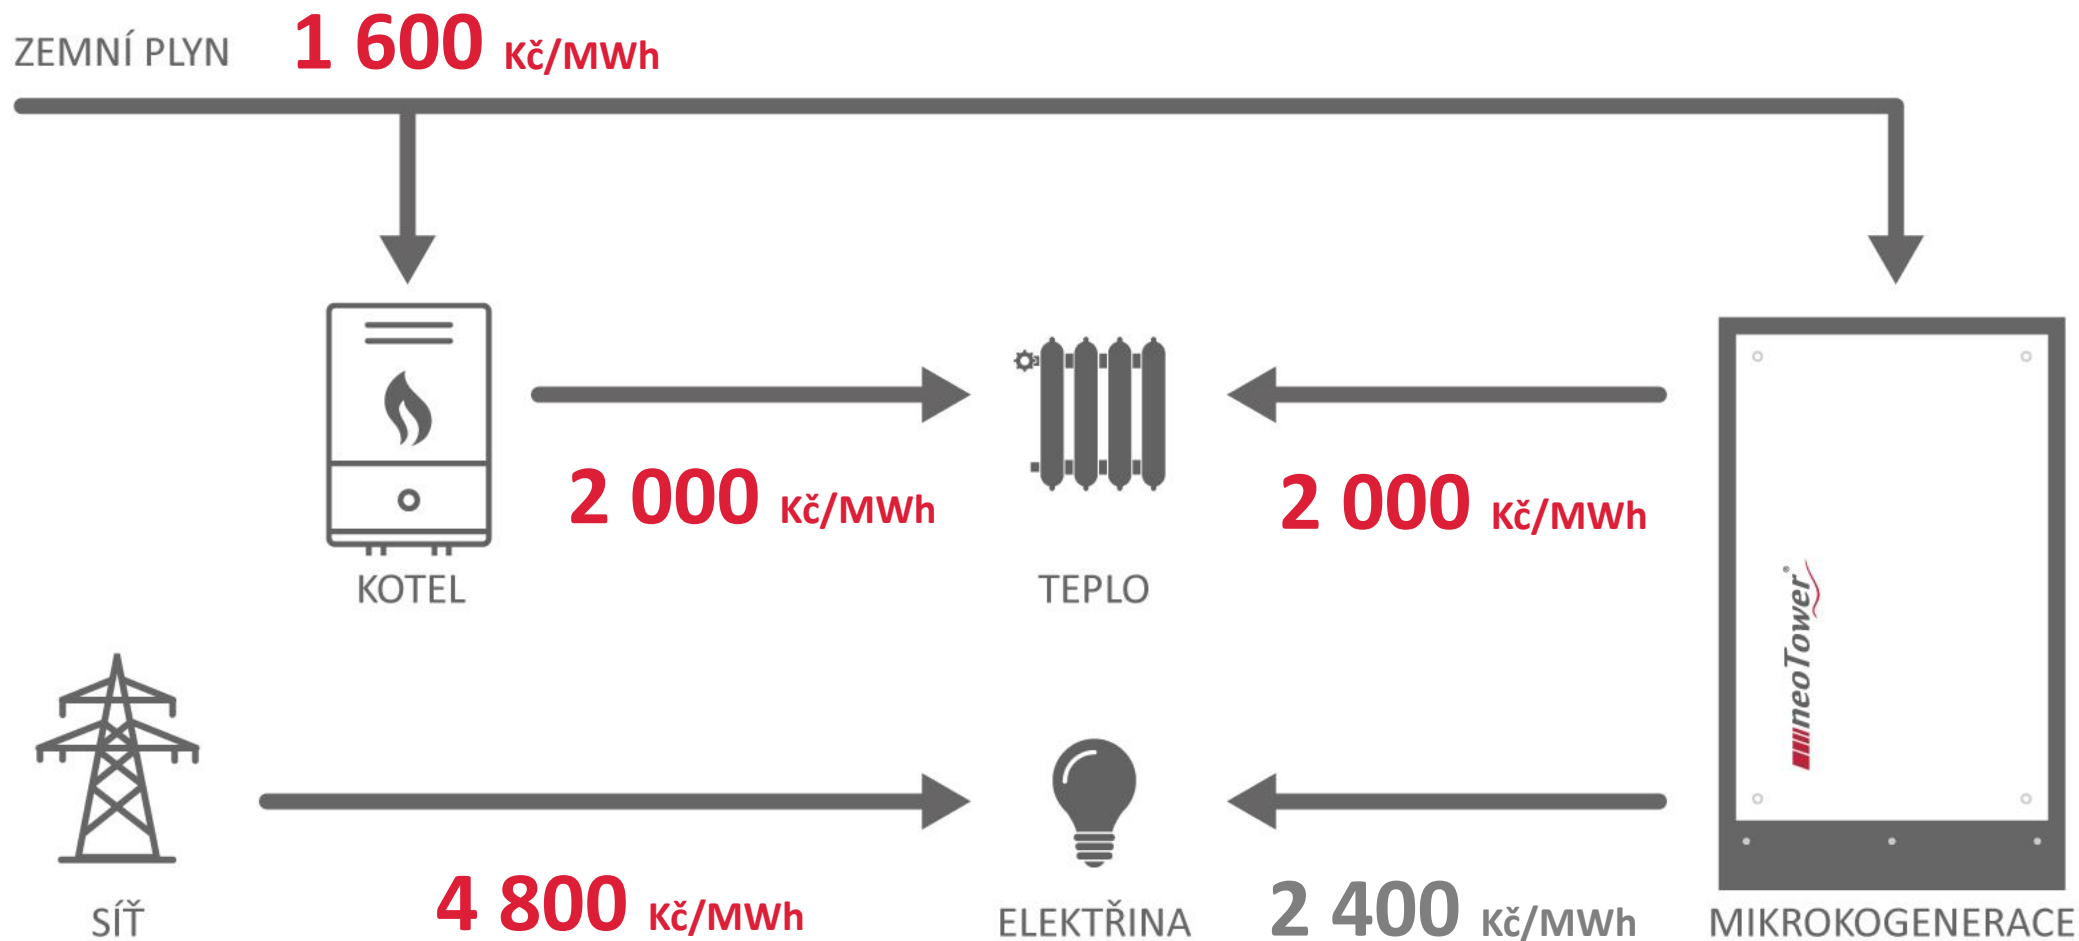 ZEMNÍ PLYN 1 600 Kč/MWh
2 000 Kč/MWh
2 000 Kč/MWh
KOTEL
TEPLO
neoTower®
4 800 Kč/MWh
2 400 Kč/MWh
SÍŤ
ELEKTŘINA
MIKROKOGENERACE